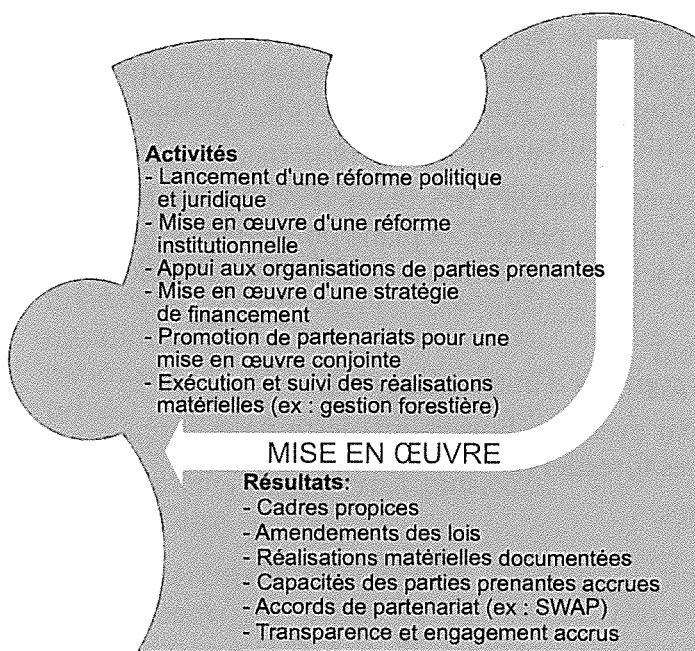 Activités
- Lancement d'une réforme politique
et juridique
- Mise en œuvre d'une réforme
institutionnelle
- Appui aux organisations de parties prenantes
- Mise en œuvre d'une stratégie
de financement
- Promotion de partenariats pour une
mise en œuvre conjointe
- Exécution et suivi des réalisations
matérielles (ex : gestion forestière)
MISE EN ŒUVRE
Résultats:
- Cadres propices
- Amendements des lois
- Réalisations matérielles documentées
- Capacités des parties prenantes accrues
- Accords de partenariat (ex : SWAP)
- Transparence et engagement accrus